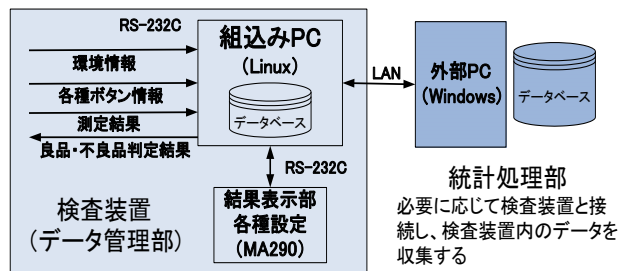 RS-232C
環境情報
各種ボタン情報
測定結果
良品・不良品判定結果
組込みPC
(Linux)
データベース
RS-232C
結果表示部
各種設定
(MA290)
検査装置
(データ管理部)
LAN
外部PC
(Windows)
データベース
統計処理部
必要に応じて検査装置と接
続し、検査装置内のデータを
収集する